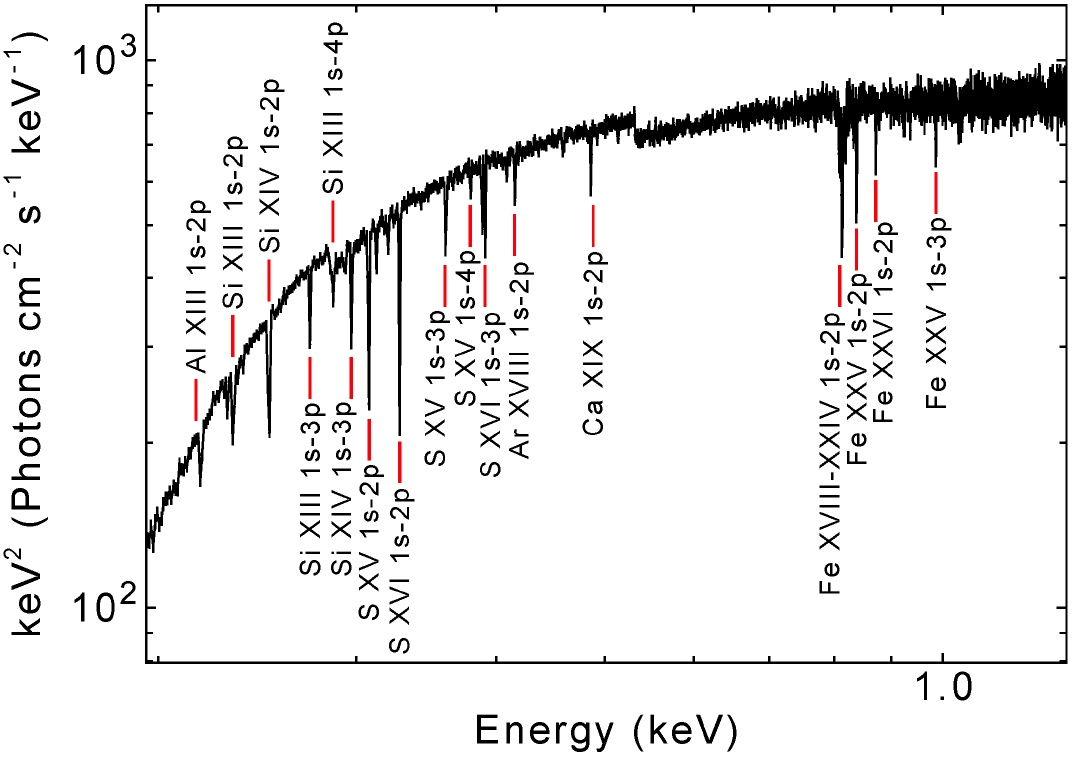 keV² (Photons cm⁻² s⁻¹ keV⁻¹)
10³
10²
Al XIII 1s-2p
Si XIII 1s-2p
Si XIV 1s-2p
Si XIII 1s-4p
Si XIII 1s-3p
Si XIV 1s-3p
S XV 1s-2p
S XVI 1s-2p
S XV 1s-3p
S XV 1s-4p
S XVI 1s-3p
Ar XVIII 1s-2p
Ca XIX 1s-2p
Fe XVIII-XXIV 1s-2p
Fe XXV 1s-2p
Fe XXVI 1s-2p
Fe XXV 1s-3p
1.0
Energy (keV)